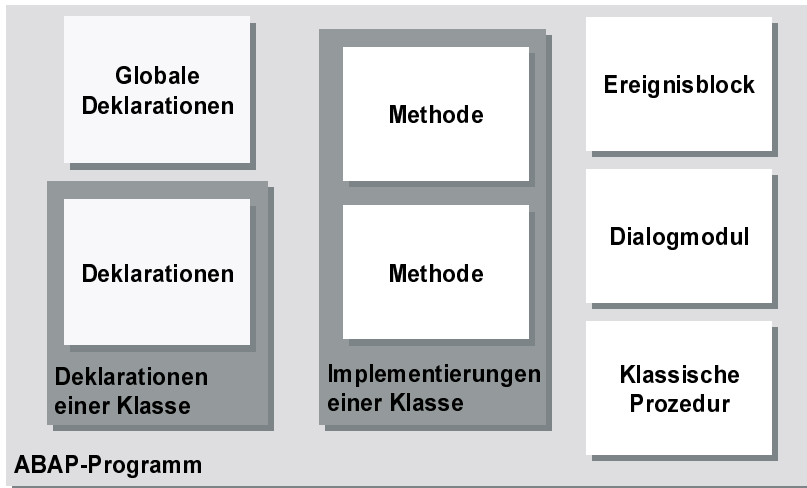 Globale
Deklarationen
Deklarationen
Deklarationen
einer Klasse
Methode
Methode
Implementierungen
einer Klasse
Ereignisblock
Dialogmodul
Klassische
Prozedur
ABAP-Programm